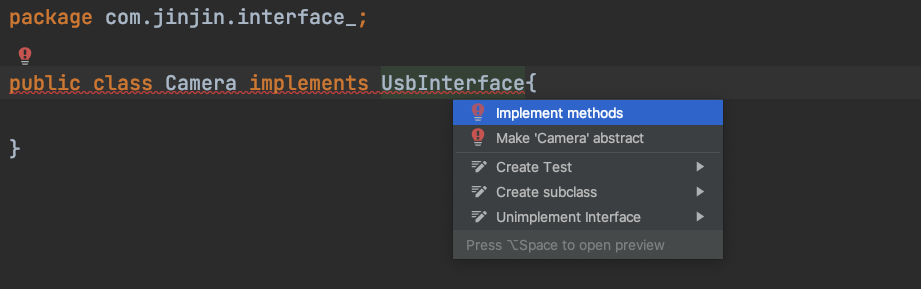 package com.jinjin.interface_;
public class Camera implements UsbInterface{
Implement methods
Make 'Camera' abstract
Create Test
Create subclass
Unimplement Interface
Press ⌥Space to open preview
}